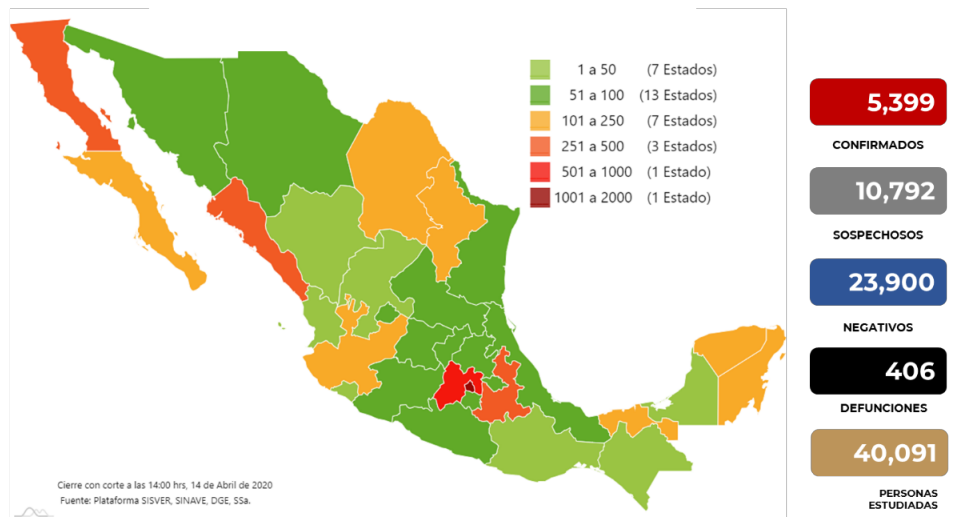 1 a 50 (7 Estados)
51 a 100 (13 Estados)
101 a 250 (7 Estados)
251 a 500 (3 Estados)
501 a 1000 (1 Estado)
1001 a 2000 (1 Estado)
Cierre con corte a las 14:00 hrs, 14 de Abril de 2020
Fuente: Plataforma SISVER, SINAVE, DGE, SSa.
5,399
CONFIRMADOS
10,792
SOSPECHOSOS
23,900
NEGATIVOS
406
DEFUNCIONES
40,091
PERSONAS
ESTUDIADAS